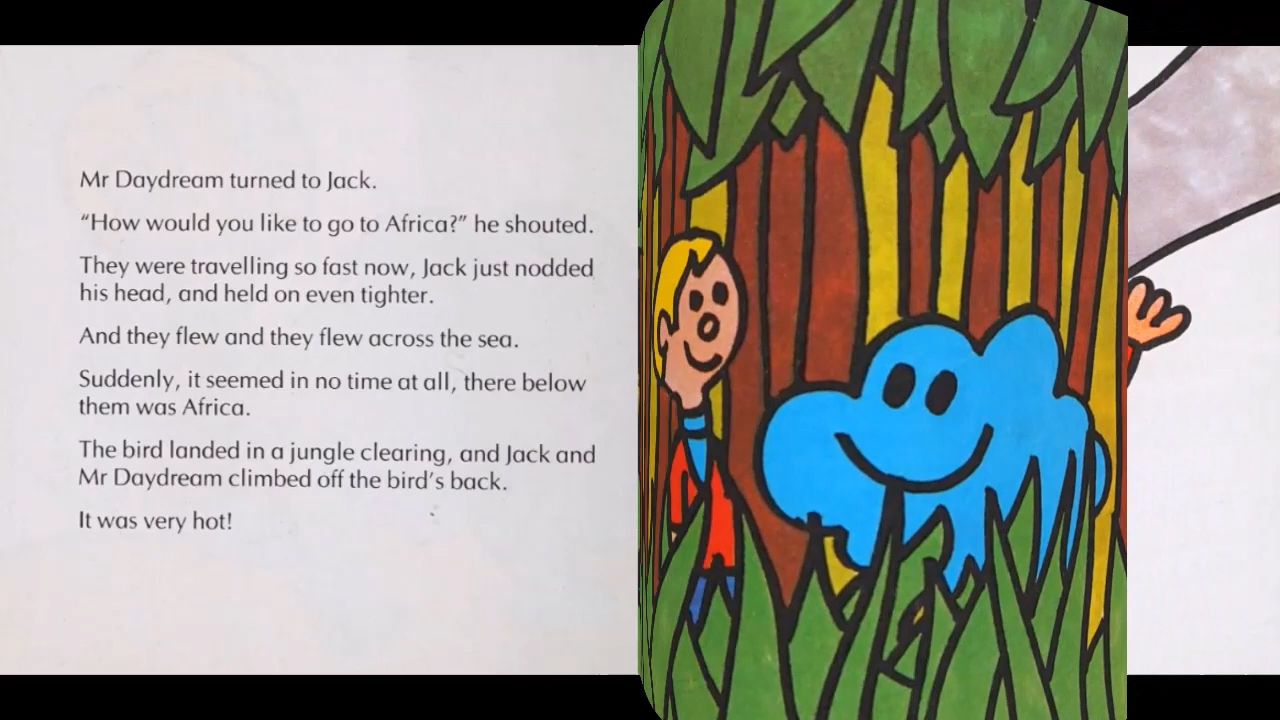 Mr Daydream turned to Jack.
“How would you like to go to Africa?” he shouted.
They were travelling so fast now, Jack just nodded
his head, and held on even tighter.
And they flew and they flew across the sea.
Suddenly, it seemed in no time at all, there below
them was Africa.
The bird landed in a jungle clearing, and Jack and
Mr Daydream climbed off the bird’s back.
It was very hot!